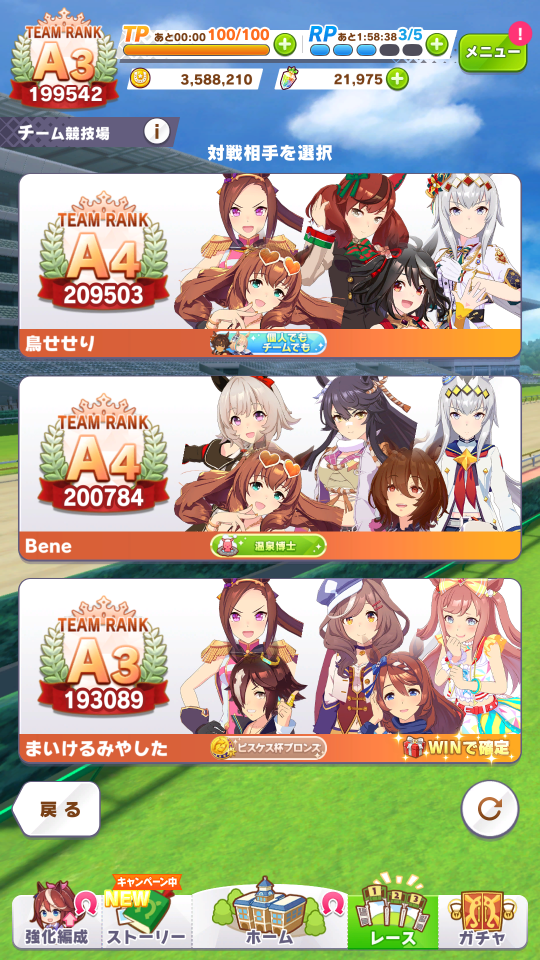 TEAM RANK
A3
199542
TP あと00:00 100/100
RP あと1:58:38 3/5
メニュー
!
3,588,210
21,975
チーム競技場
i
対戦相手を選択
TEAM RANK
A4
209503
鳥せせり
個人でも
チームでも
TEAM RANK
A4
200784
Bene
温泉博士
TEAM RANK
A3
193089
まいけるみやした
ピスケス杯ブロンズ
WINで確定
戻る
キャンペーン中
NEW
1 2 3
強化編成
ストーリー
ホーム
レース
ガチャ